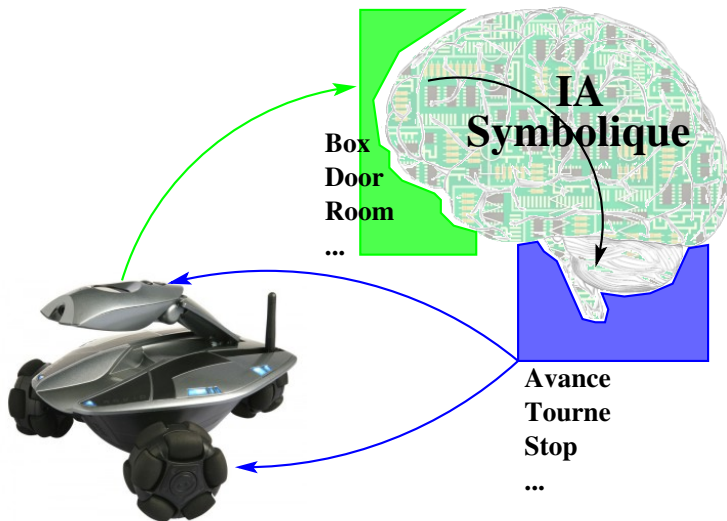 IA
Symbolique
Box
Door
Room
...
Avance
Tourne
Stop
...